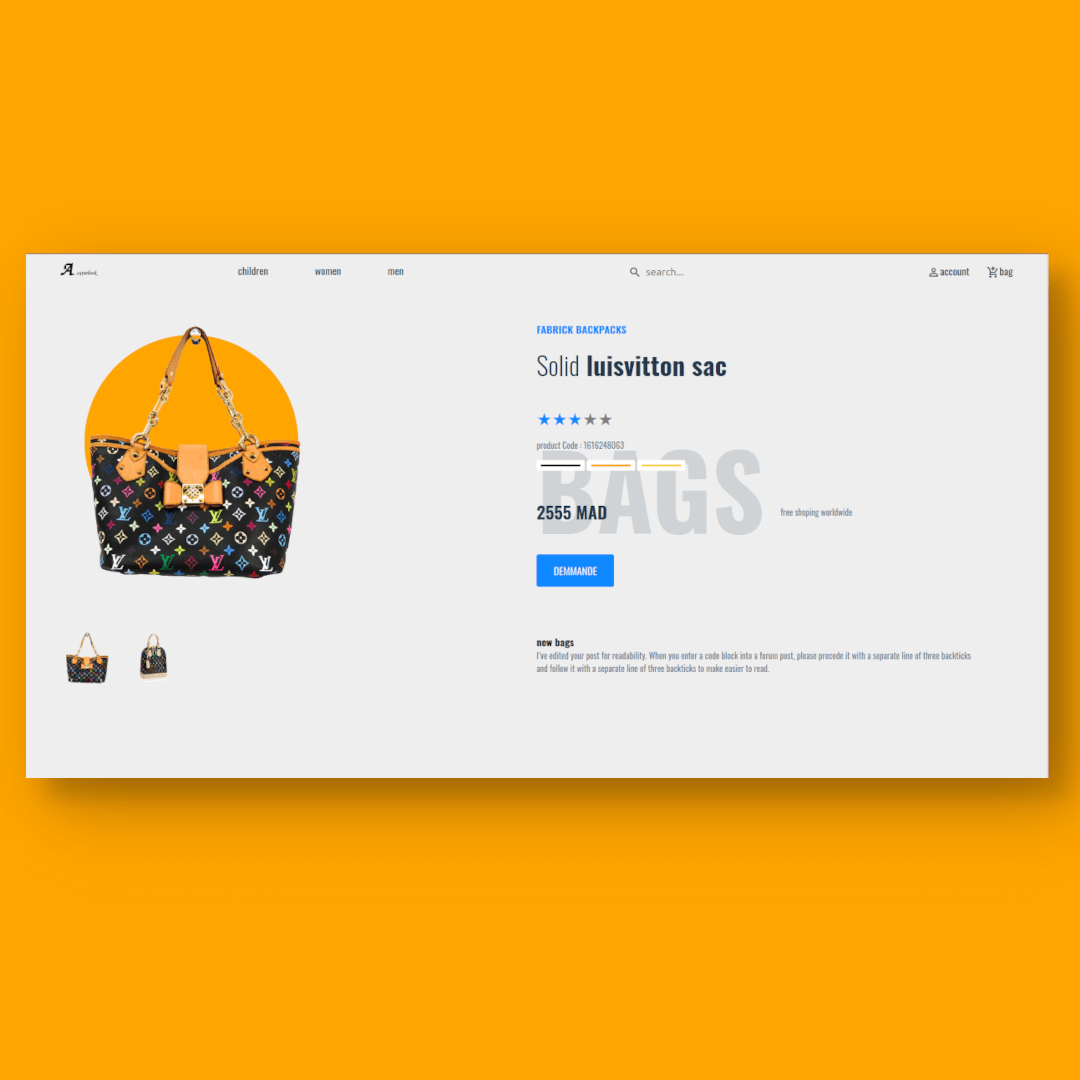 A
children women men
search...
account bag
FABRICK BACKPACKS
Solid luisvitton sac
product Code : 1616248063
BAGS
2555 MAD
free shoping worldwide
DEMMANDE
new bags
I've edited your post for readability. When you enter a code block into a forum post, please precede it with a separate line of three backticks
and follow it with a separate line of three backticks to make easier to read.